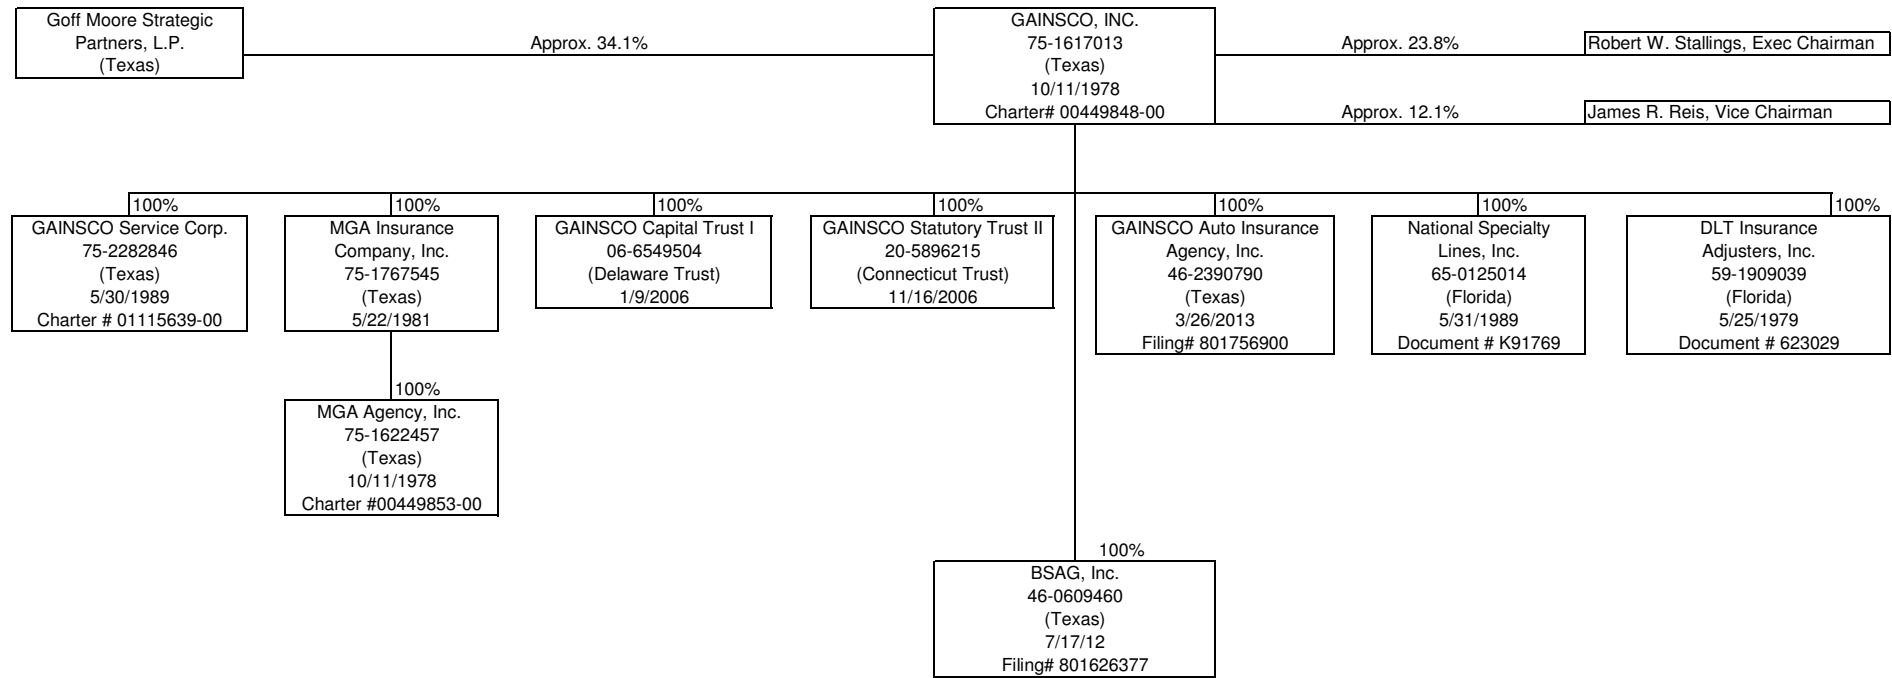 Goff Moore Strategic
Partners, L.P.
(Texas)
Approx. 34.1%
GAINSCO, INC.
75-1617013
(Texas)
10/11/1978
Charter# 00449848-00
Approx. 23.8%
Robert W. Stallings, Exec Chairman
Approx. 12.1%
James R. Reis, Vice Chairman
100%
GAINSCO Service Corp.
75-2282846
(Texas)
5/30/1989
Charter # 01115639-00
100%
MGA Insurance
Company, Inc.
75-1767545
(Texas)
5/22/1981
100%
GAINSCO Capital Trust I
06-6549504
(Delaware Trust)
1/9/2006
100%
GAINSCO Statutory Trust II
20-5896215
(Connecticut Trust)
11/16/2006
100%
GAINSCO Auto Insurance
Agency, Inc.
46-2390790
(Texas)
3/26/2013
Filing# 801756900
100%
National Specialty
Lines, Inc.
65-0125014
(Florida)
5/31/1989
Document # K91769
100%
DLT Insurance
Adjusters, Inc.
59-1909039
(Florida)
5/25/1979
Document # 623029
100%
MGA Agency, Inc.
75-1622457
(Texas)
10/11/1978
Charter #00449853-00
100%
BSAG, Inc.
46-0609460
(Texas)
7/17/12
Filing# 801626377